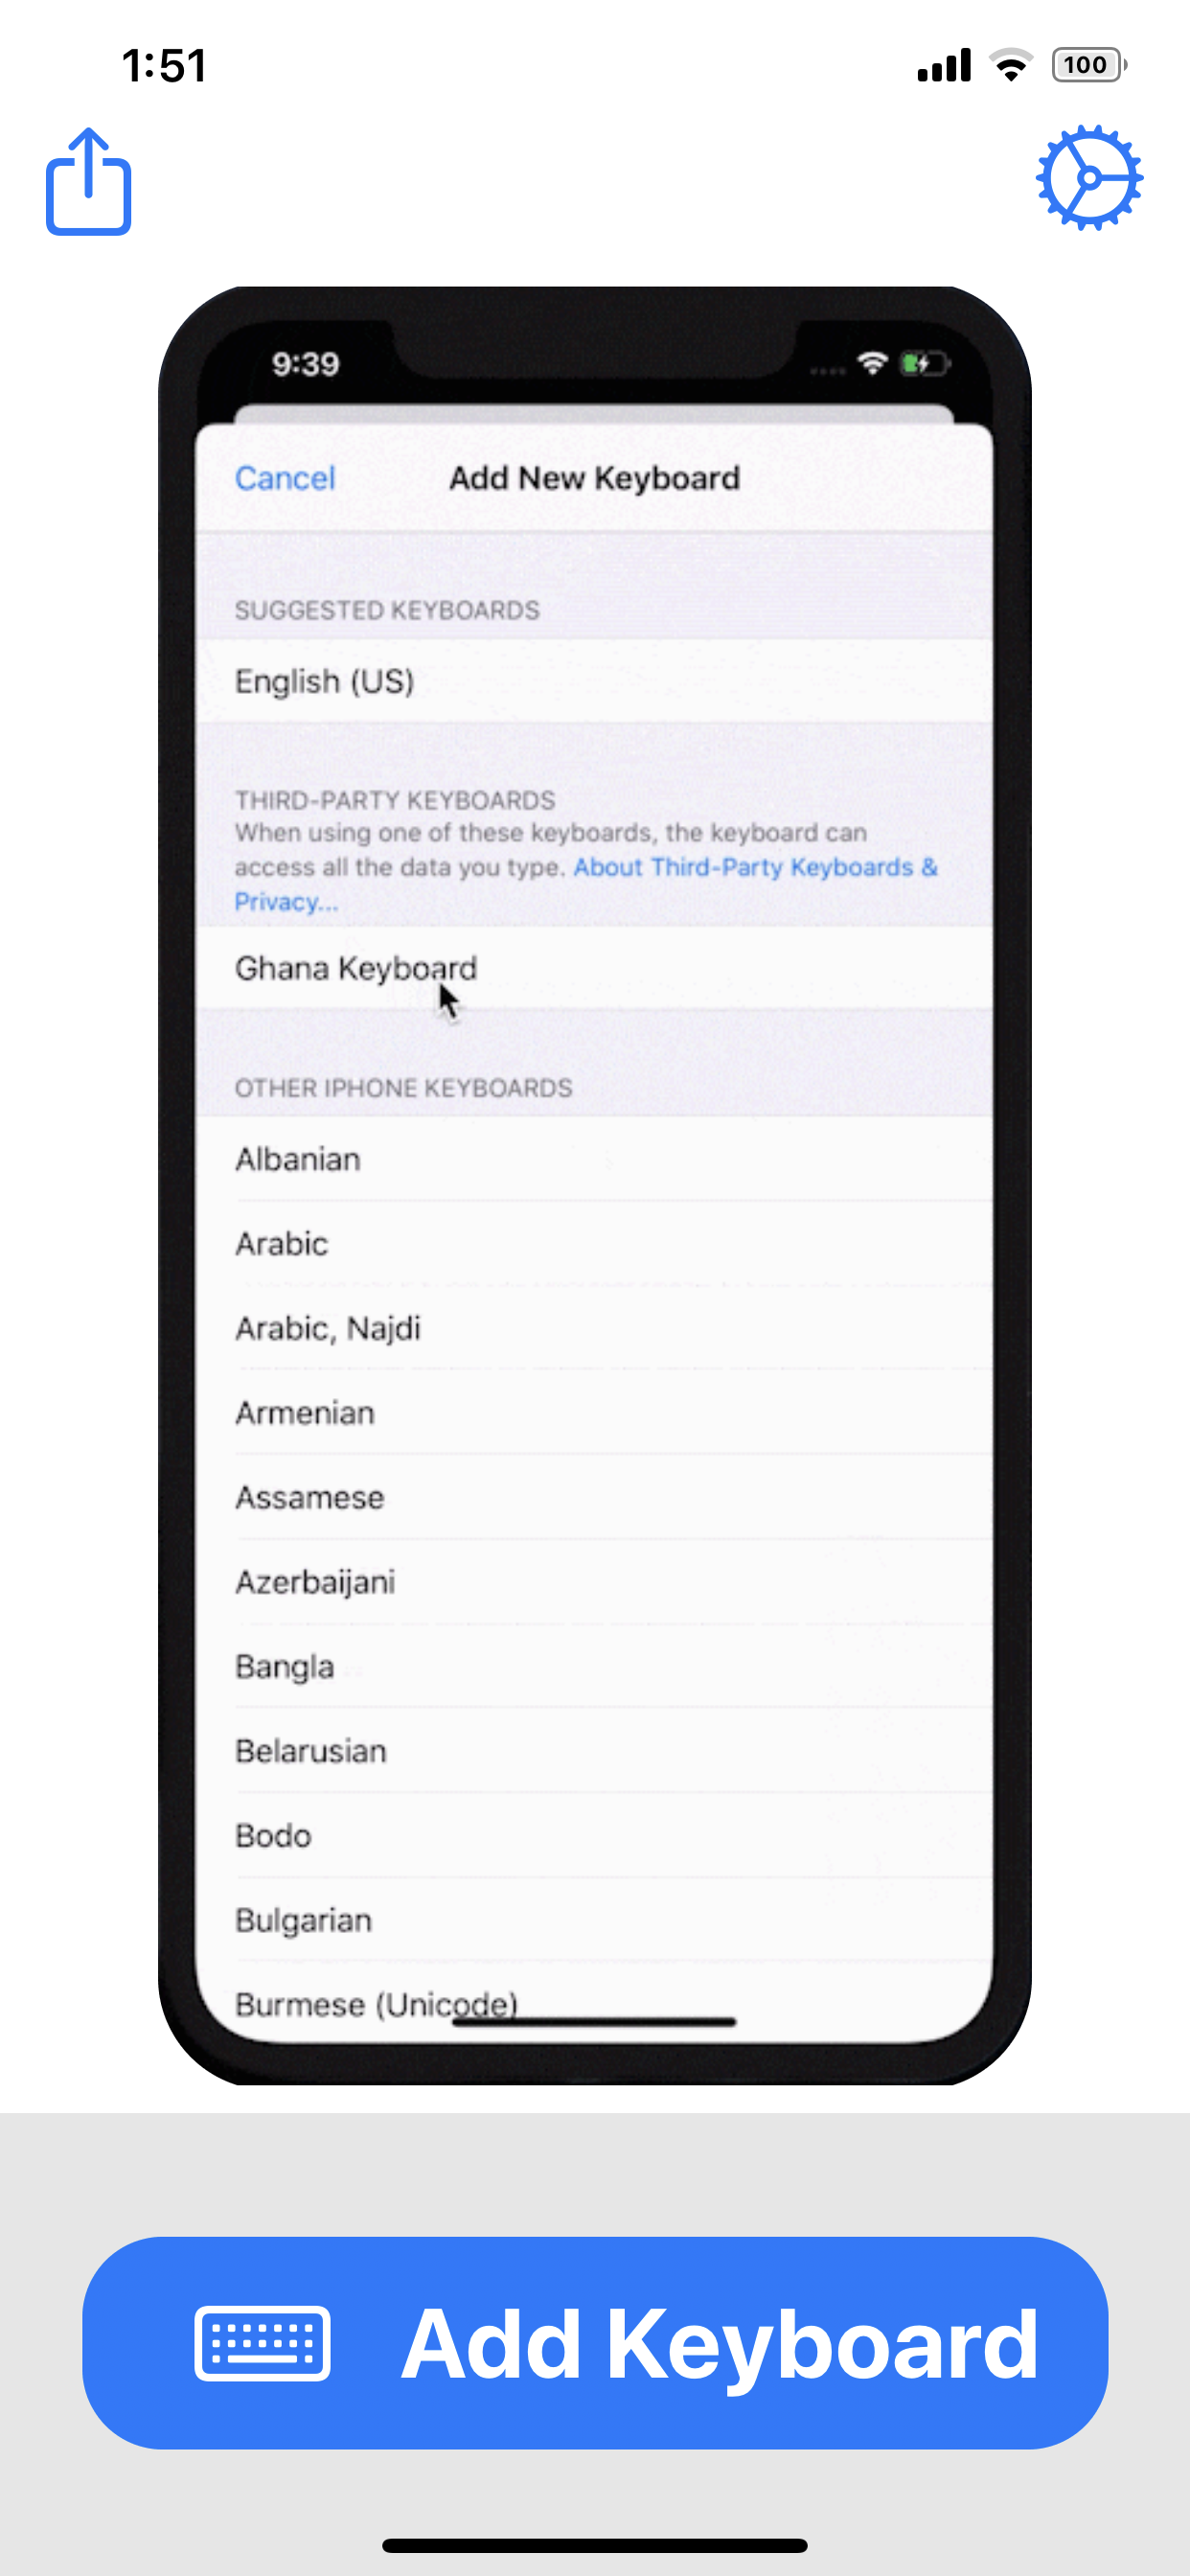 1:51
100
9:39
Cancel
Add New Keyboard
SUGGESTED KEYBOARDS
English (US)
THIRD-PARTY KEYBOARDS
When using one of these keyboards, the keyboard can
access all the data you type. About Third-Party Keyboards &
Privacy...
Ghana Keyboard
OTHER IPHONE KEYBOARDS
Albanian
Arabic
Arabic, Najdi
Armenian
Assamese
Azerbaijani
Bangla
Belarusian
Bodo
Bulgarian
Burmese (Unicode)
Add Keyboard